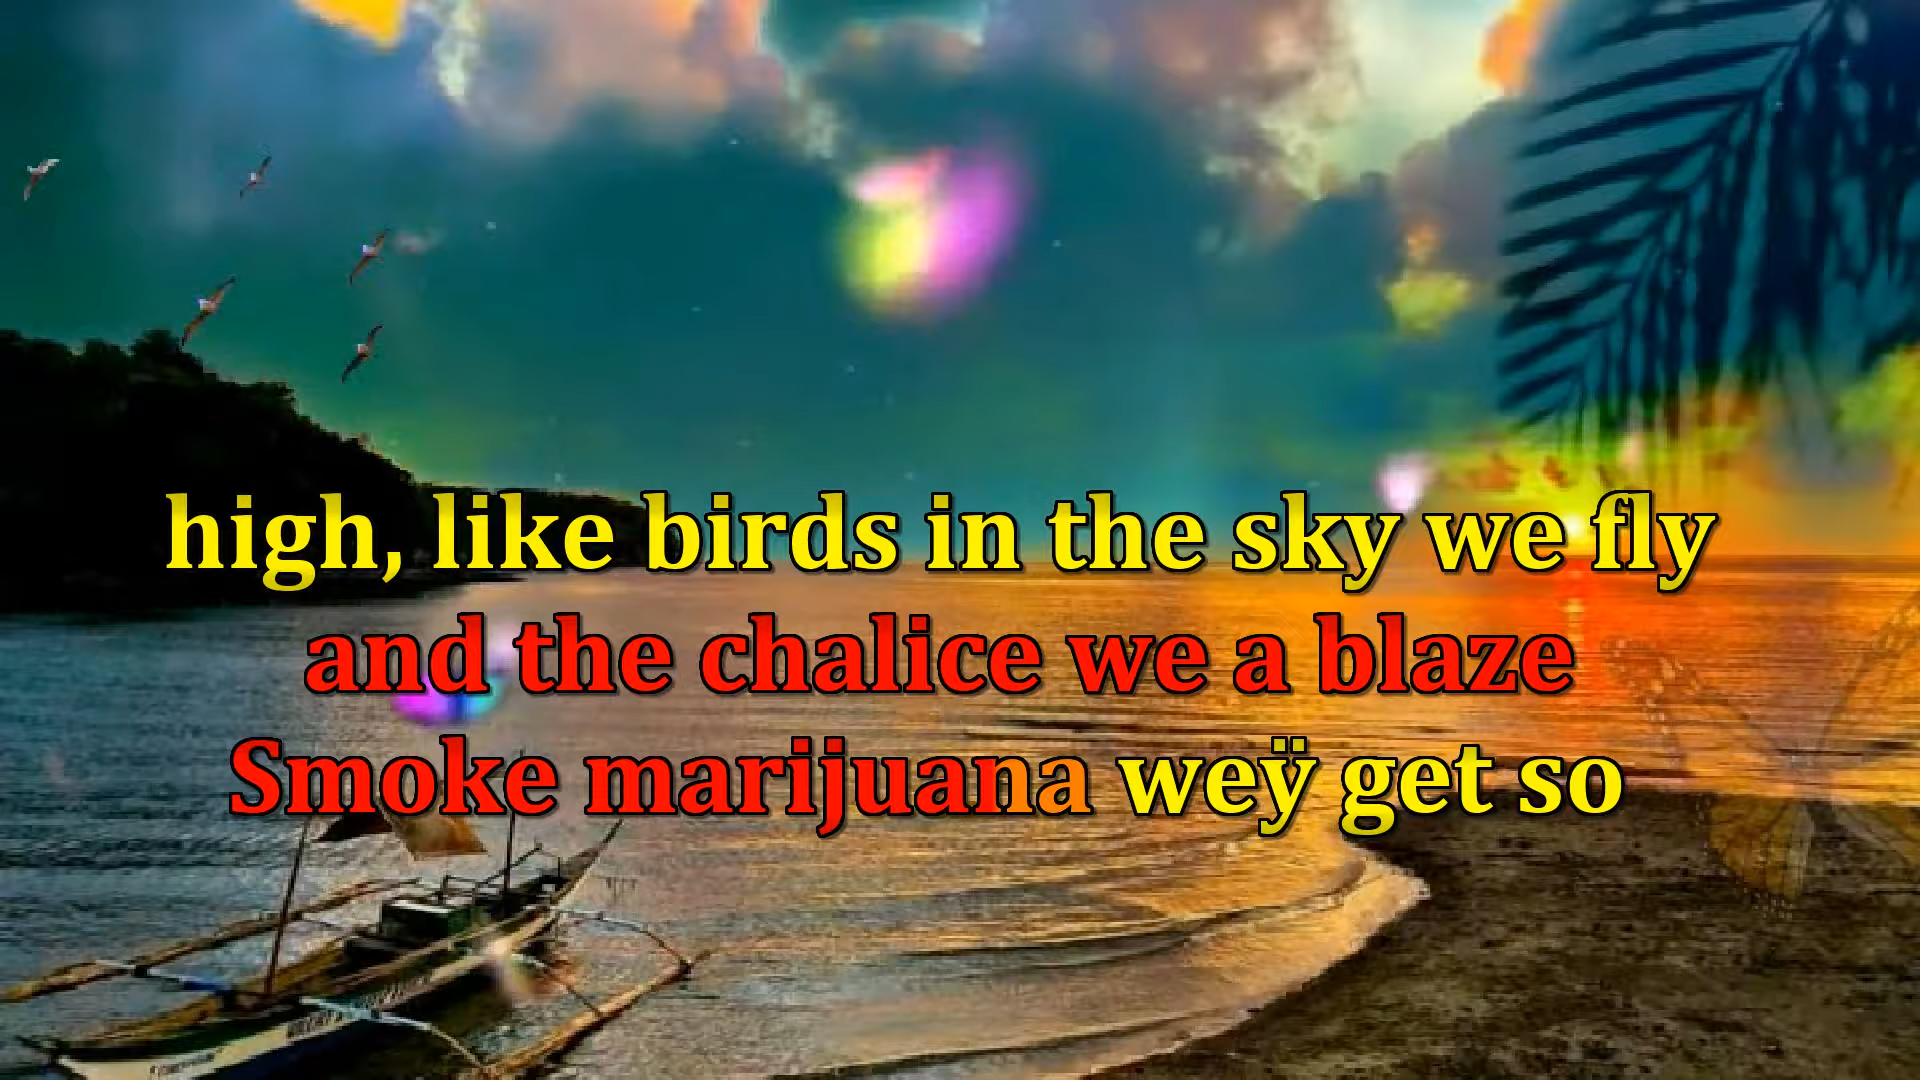 high, like birds in the sky we fly
and the chalice we a blaze
Smoke marijuana weÿ get so